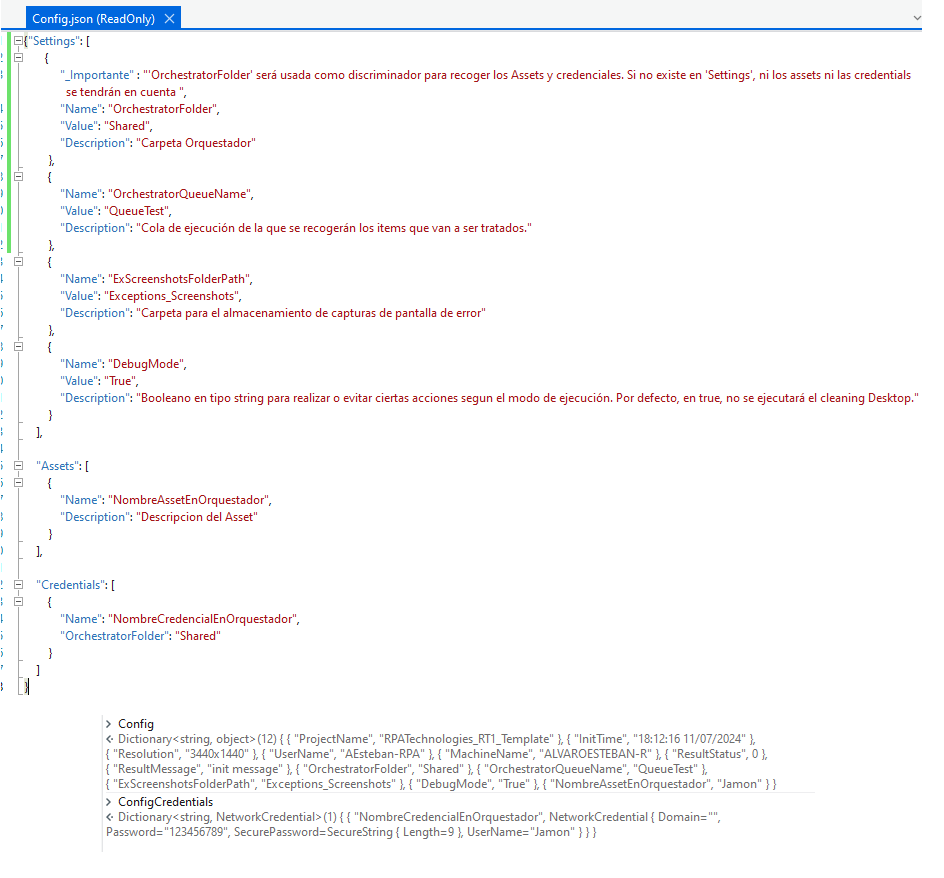 Config.json (ReadOnly)
{"Settings": [
{
"_Importante" : "'OrchestratorFolder' será usada como discriminador para recoger los Assets y credenciales. Si no existe en 'Settings', ni los assets ni las credentials
se tendrán en cuenta ",
"Name": "OrchestratorFolder",
"Value": "Shared",
"Description": "Carpeta Orquestador"
},
{
"Name": "OrchestratorQueueName",
"Value": "QueueTest",
"Description": "Cola de ejecución de la que se recogerán los items que van a ser tratados."
},
{
"Name": "ExScreenshotsFolderPath",
"Value": "Exceptions_Screenshots",
"Description": "Carpeta para el almacenamiento de capturas de pantalla de error"
},
{
"Name": "DebugMode",
"Value": "True",
"Description": "Booleano en tipo string para realizar o evitar ciertas acciones segun el modo de ejecución. Por defecto, en true, no se ejecutará el cleaning Desktop."
}
],
"Assets": [
{
"Name": "NombreAssetEnOrquestador",
"Description": "Descripcion del Asset"
}
],
"Credentials": [
{
"Name": "NombreCredencialEnOrquestador",
"OrchestratorFolder": "Shared"
}
]
}
> Config
Dictionary<string, object>(12) { { "ProjectName", "RPATechnologies_RT1_Template" }, { "InitTime", "18:12:16 11/07/2024" },
{ "Resolution", "3440x1440" }, { "UserName", "AEsteban-RPA" }, { "MachineName", "ALVAROESTEBAN-R" }, { "ResultStatus", 0 },
{ "ResultMessage", "init message" }, { "OrchestratorFolder", "Shared" }, { "OrchestratorQueueName", "QueueTest" },
{ "ExScreenshotsFolderPath", "Exceptions_Screenshots" }, { "DebugMode", "True" }, { "NombreAssetEnOrquestador", "Jamon" } }
> ConfigCredentials
Dictionary<string, NetworkCredential>(1) { { "NombreCredencialEnOrquestador", NetworkCredential { Domain="",
Password="123456789", SecurePassword=SecureString { Length=9 }, UserName="Jamon" } } }